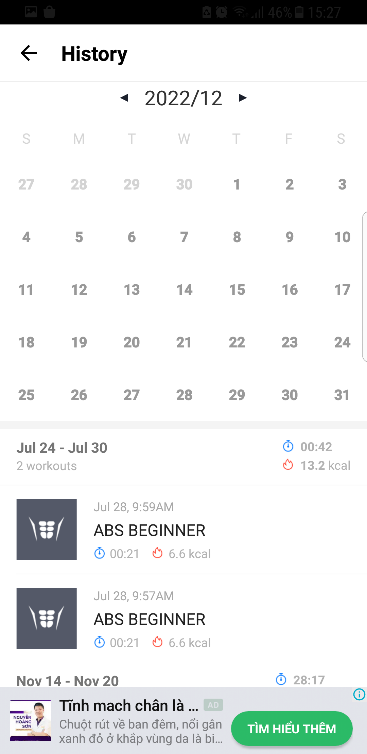 46% 15:27
History
2022/12
S M T W T F S
27 28 29 30 1 2 3
4 5 6 7 8 9 10
11 12 13 14 15 16 17
18 19 20 21 22 23 24
25 26 27 28 29 30 31
Jul 24 - Jul 30 00:42
2 workouts 13.2 kcal
Jul 28, 9:59AM
ABS BEGINNER
00:21 6.6 kcal
Jul 28, 9:57AM
ABS BEGINNER
00:21 6.6 kcal
Nov 14 - Nov 20 28:17
NGUYỄN HOÀNG SƠN
Tĩnh mạch chân là ... AD
Chuột rút về ban đêm, nổi gân
xanh đỏ ở khắp vùng da là bi...
TÌM HIỂU THÊM